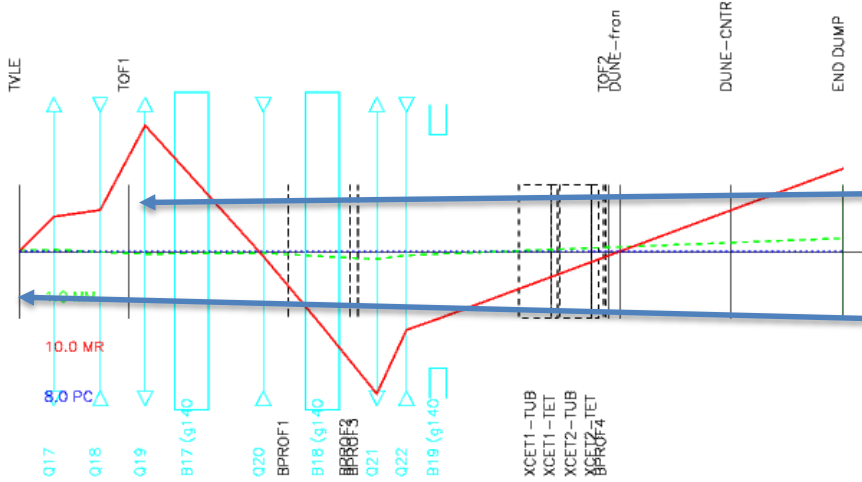 TVLE
TOF1
TOF2
DUNE-fron
DUNE-CNTR
END DUMP
1.0 MM
10.0 MR
8.0 PC
Q17
Q18
Q19
B17 (g140
Q20
BPROF1
B18 (g140
BPROF2
BPROF3
Q21
Q22
B19 (g140
XCET1-TUB
XCET1-TET
XCET2-TUB
XCET2-TET
BPROF4